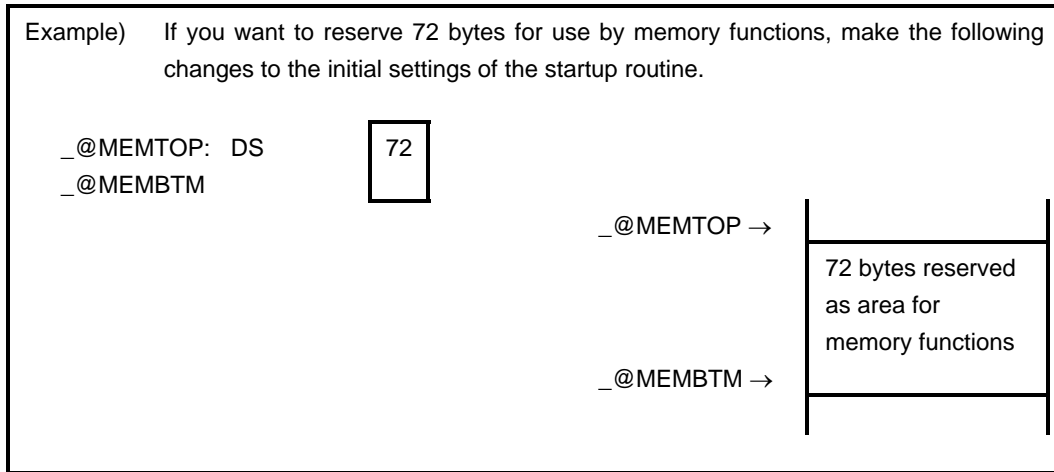 Example) If you want to reserve 72 bytes for use by memory functions, make the following
changes to the initial settings of the startup routine.
_@MEMTOP: DS 72
_@MEMBTM
_@MEMTOP →
72 bytes reserved
as area for
memory functions
_@MEMBTM →